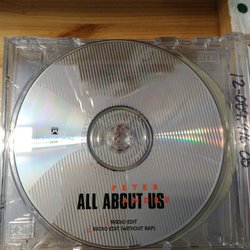 PETER
ALL ABOUT US
RADIO EDIT
RADIO EDIT (WITHOUT RAP)